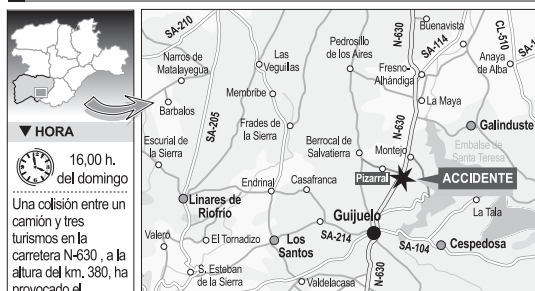 ▼ HORA
16,00 h.
del domingo
Una colisión entre un
camión y tres
turismos en la
carretera N-630 , a la
altura del km. 380, ha
provocado el
SA-210
Narros de
Matalayegua
Barbalos
SA-205
Las
Veguillas
Membribe
Frades de
la Sierra
Escurial de
la Sierra
Linares de
Riofrío
Endrinal
Casafranca
Valero
El Tornadizo
S. Esteban
de la Sierra
Los
Santos
SA-214
Pedrosillo
de los Aires
Berrocal de
Salvatierra
Pizarral
Guijuelo
Valdelacasa
N-630
N-630
N-630
Buenavista
SA-114
CL-510
Anaya
de Alba
Fresno-
Alhándiga
La Maya
Galinduste
Embalse de
Santa Teresa
Montejo
ACCIDENTE
La Tala
SA-104
Cespedosa